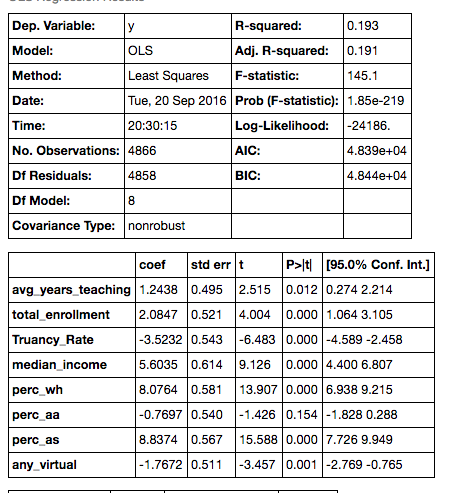 OLS Regression Results
Dep. Variable: y R-squared: 0.193
Model: OLS Adj. R-squared: 0.191
Method: Least Squares F-statistic: 145.1
Date: Tue, 20 Sep 2016 Prob (F-statistic): 1.85e-219
Time: 20:30:15 Log-Likelihood: -24186.
No. Observations: 4866 AIC: 4.839e+04
Df Residuals: 4858 BIC: 4.844e+04
Df Model: 8
Covariance Type: nonrobust
coef std err t P>|t| [95.0% Conf. Int.]
avg_years_teaching 1.2438 0.495 2.515 0.012 0.274 2.214
total_enrollment 2.0847 0.521 4.004 0.000 1.064 3.105
Truancy_Rate -3.5232 0.543 -6.483 0.000 -4.589 -2.458
median_income 5.6035 0.614 9.126 0.000 4.400 6.807
perc_wh 8.0764 0.581 13.907 0.000 6.938 9.215
perc_aa -0.7697 0.540 -1.426 0.154 -1.828 0.288
perc_as 8.8374 0.567 15.588 0.000 7.726 9.949
any_virtual -1.7672 0.511 -3.457 0.001 -2.769 -0.765